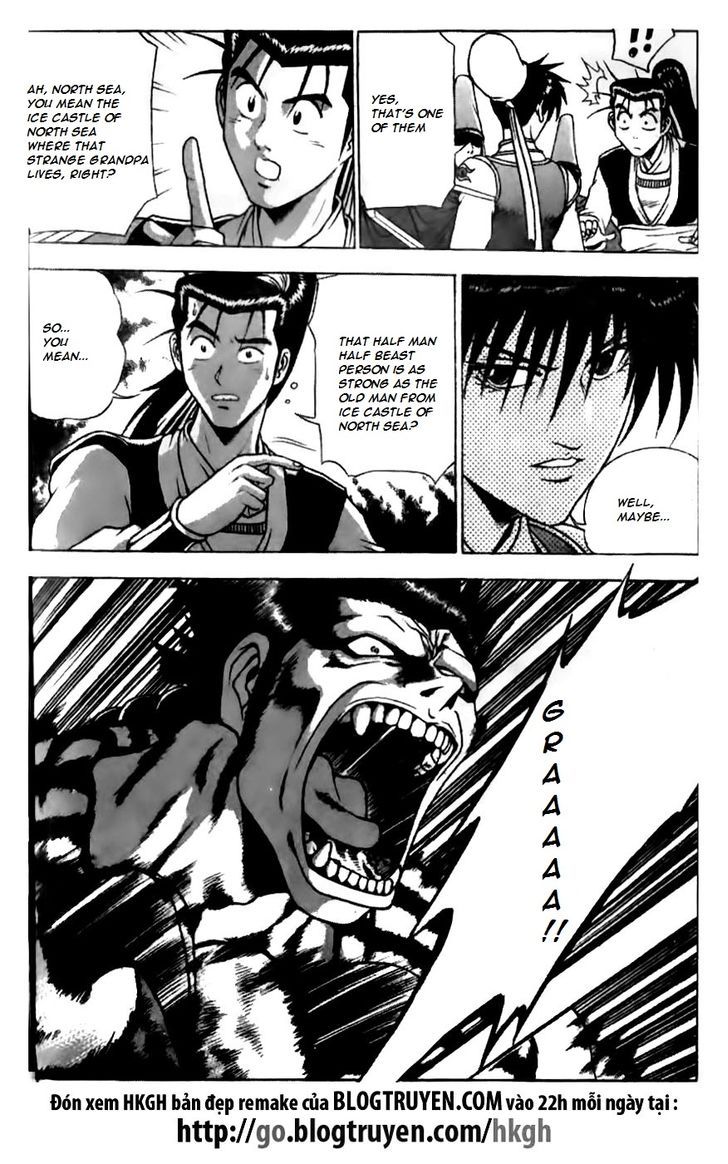 AH, NORTH SEA,
YOU MEAN THE
ICE CASTLE OF
NORTH SEA
WHERE THAT
STRANGE GRANDPA
LIVES, RIGHT?
YES,
THAT'S ONE
OF THEM
!!
SO...
YOU
MEAN...
THAT HALF MAN
HALF BEAST
PERSON IS AS
STRONG AS THE
OLD MAN FROM
ICE CASTLE OF
NORTH SEA?
WELL,
MAYBE...
GRAAAAA!!
Đón xem HKGH bản đẹp remake của BLOGTRUYEN.COM vào 22h mỗi ngày tại :
http://go.blogtruyen.com/hkgh